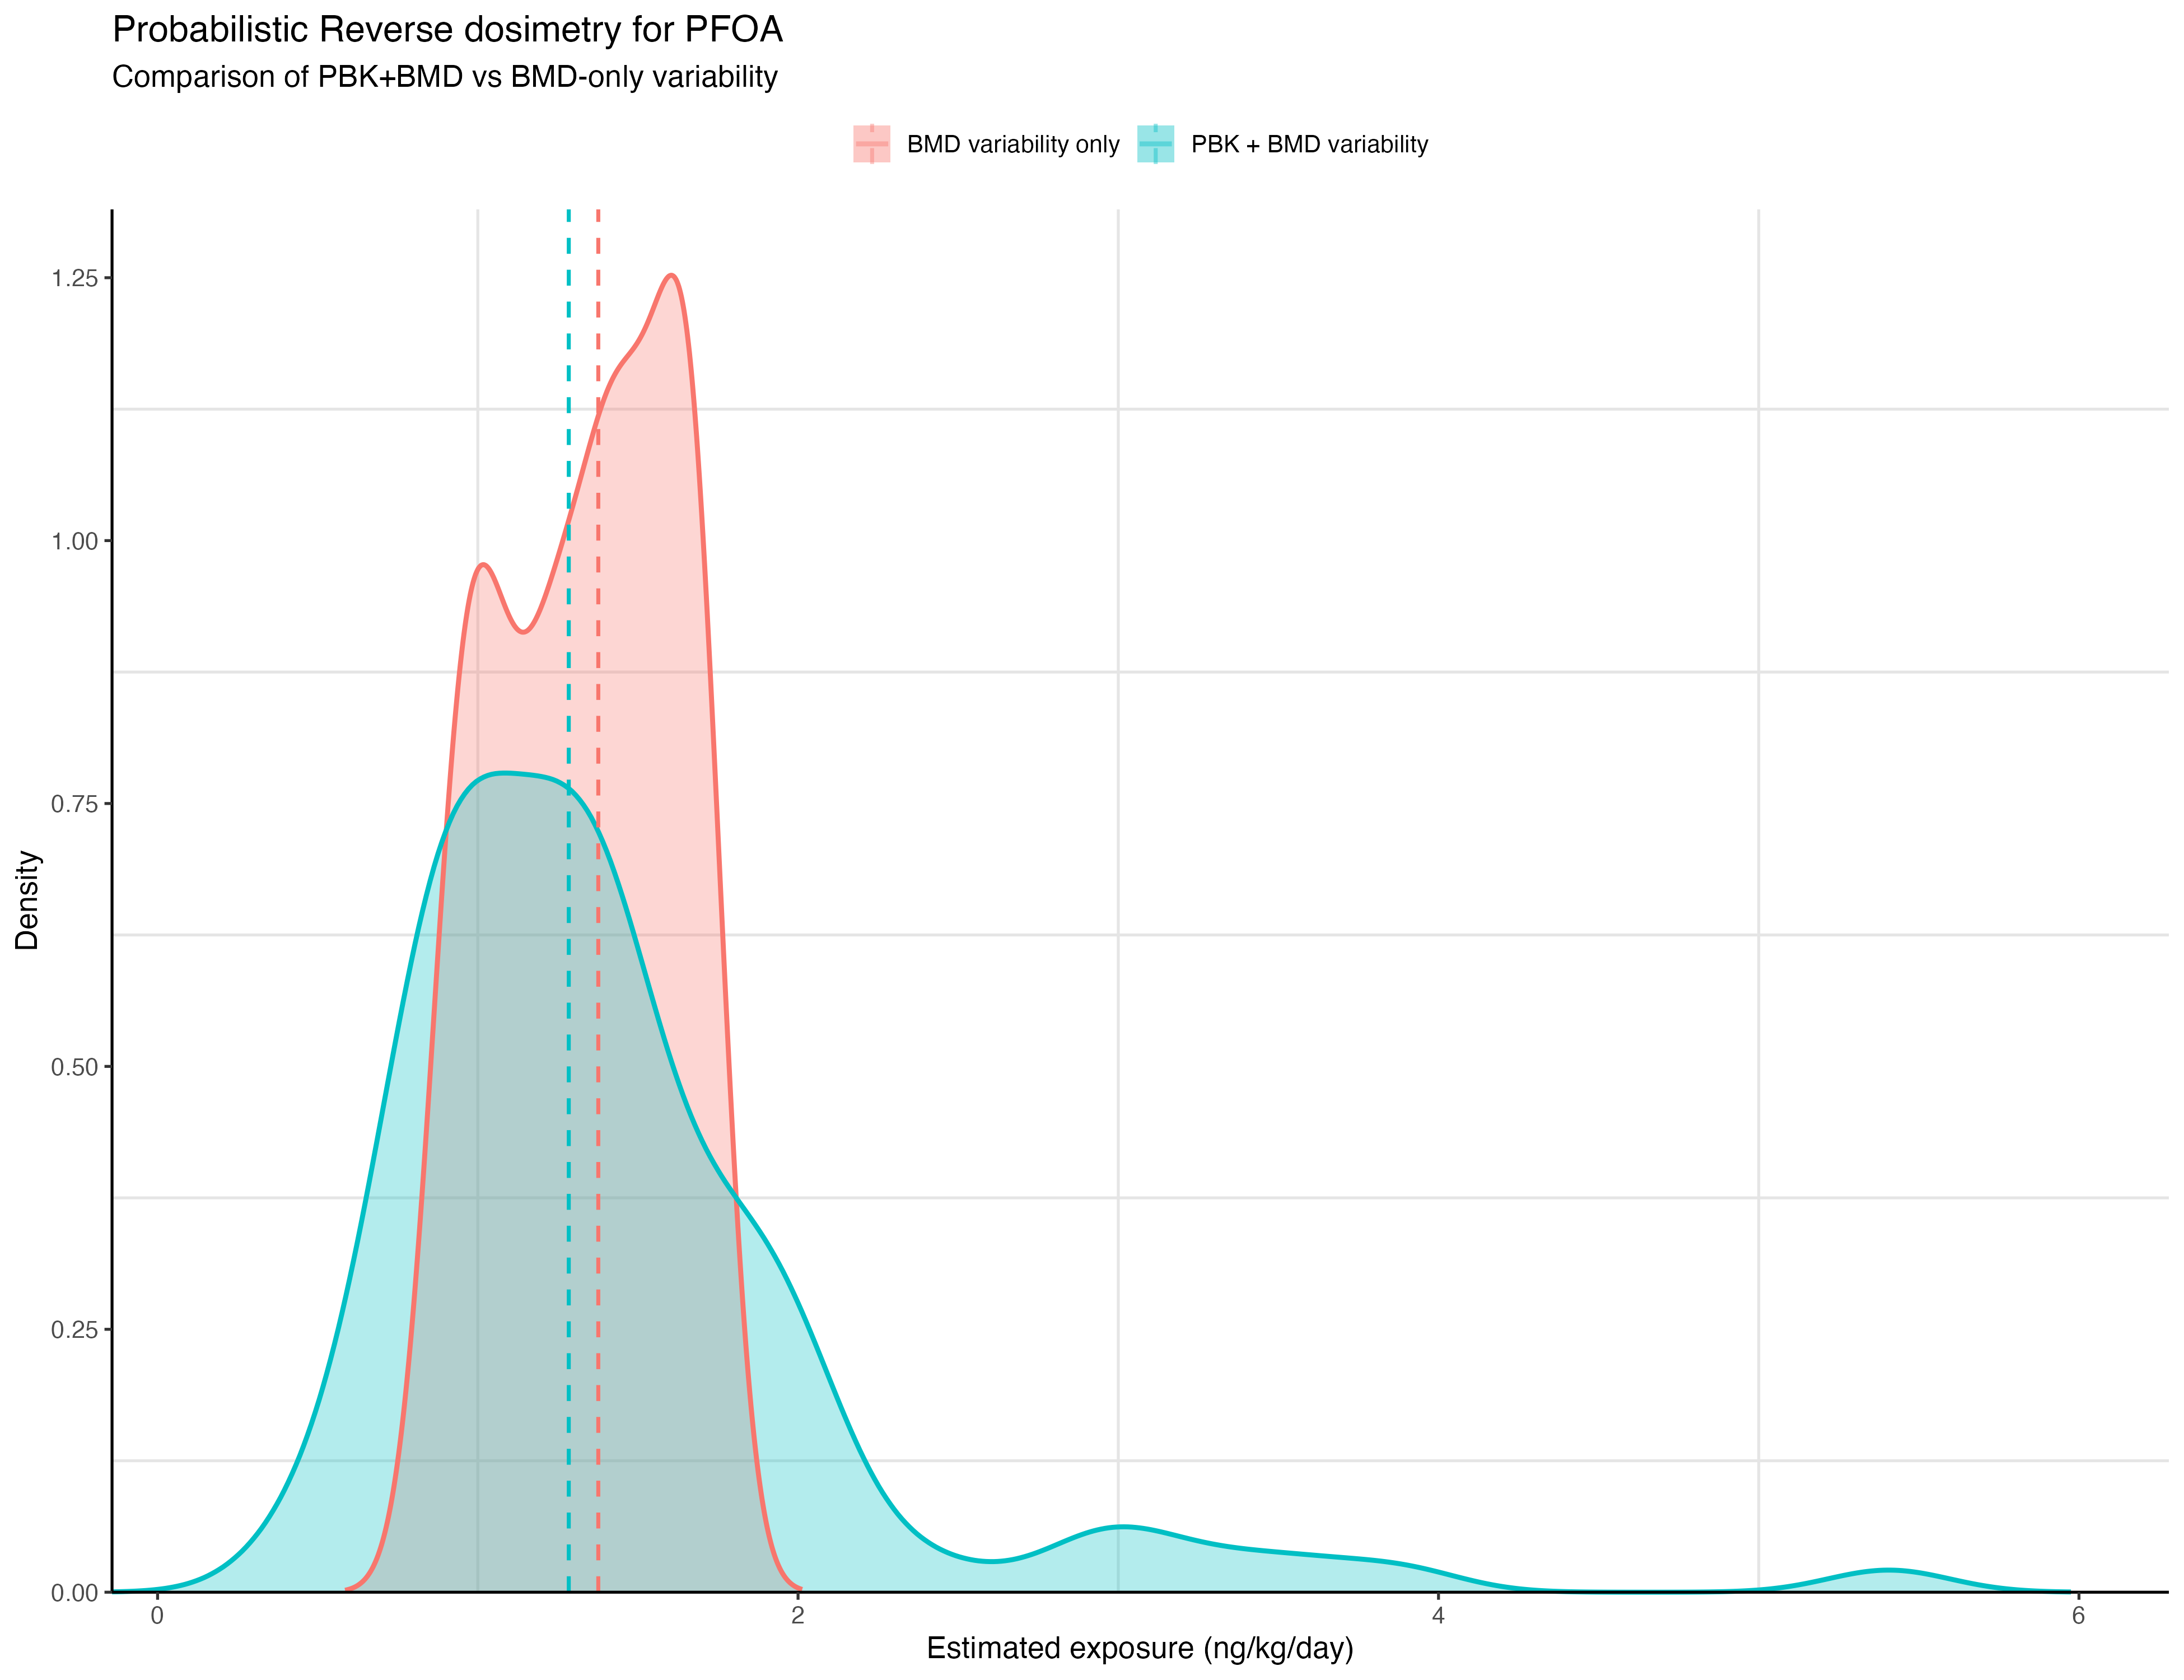 Probabilistic Reverse dosimetry for PFOA
Comparison of PBK+BMD vs BMD-only variability
BMD variability only
PBK + BMD variability
1.25
1.00
0.75
0.50
0.25
0.00
Density
0
2
4
6
Estimated exposure (ng/kg/day)